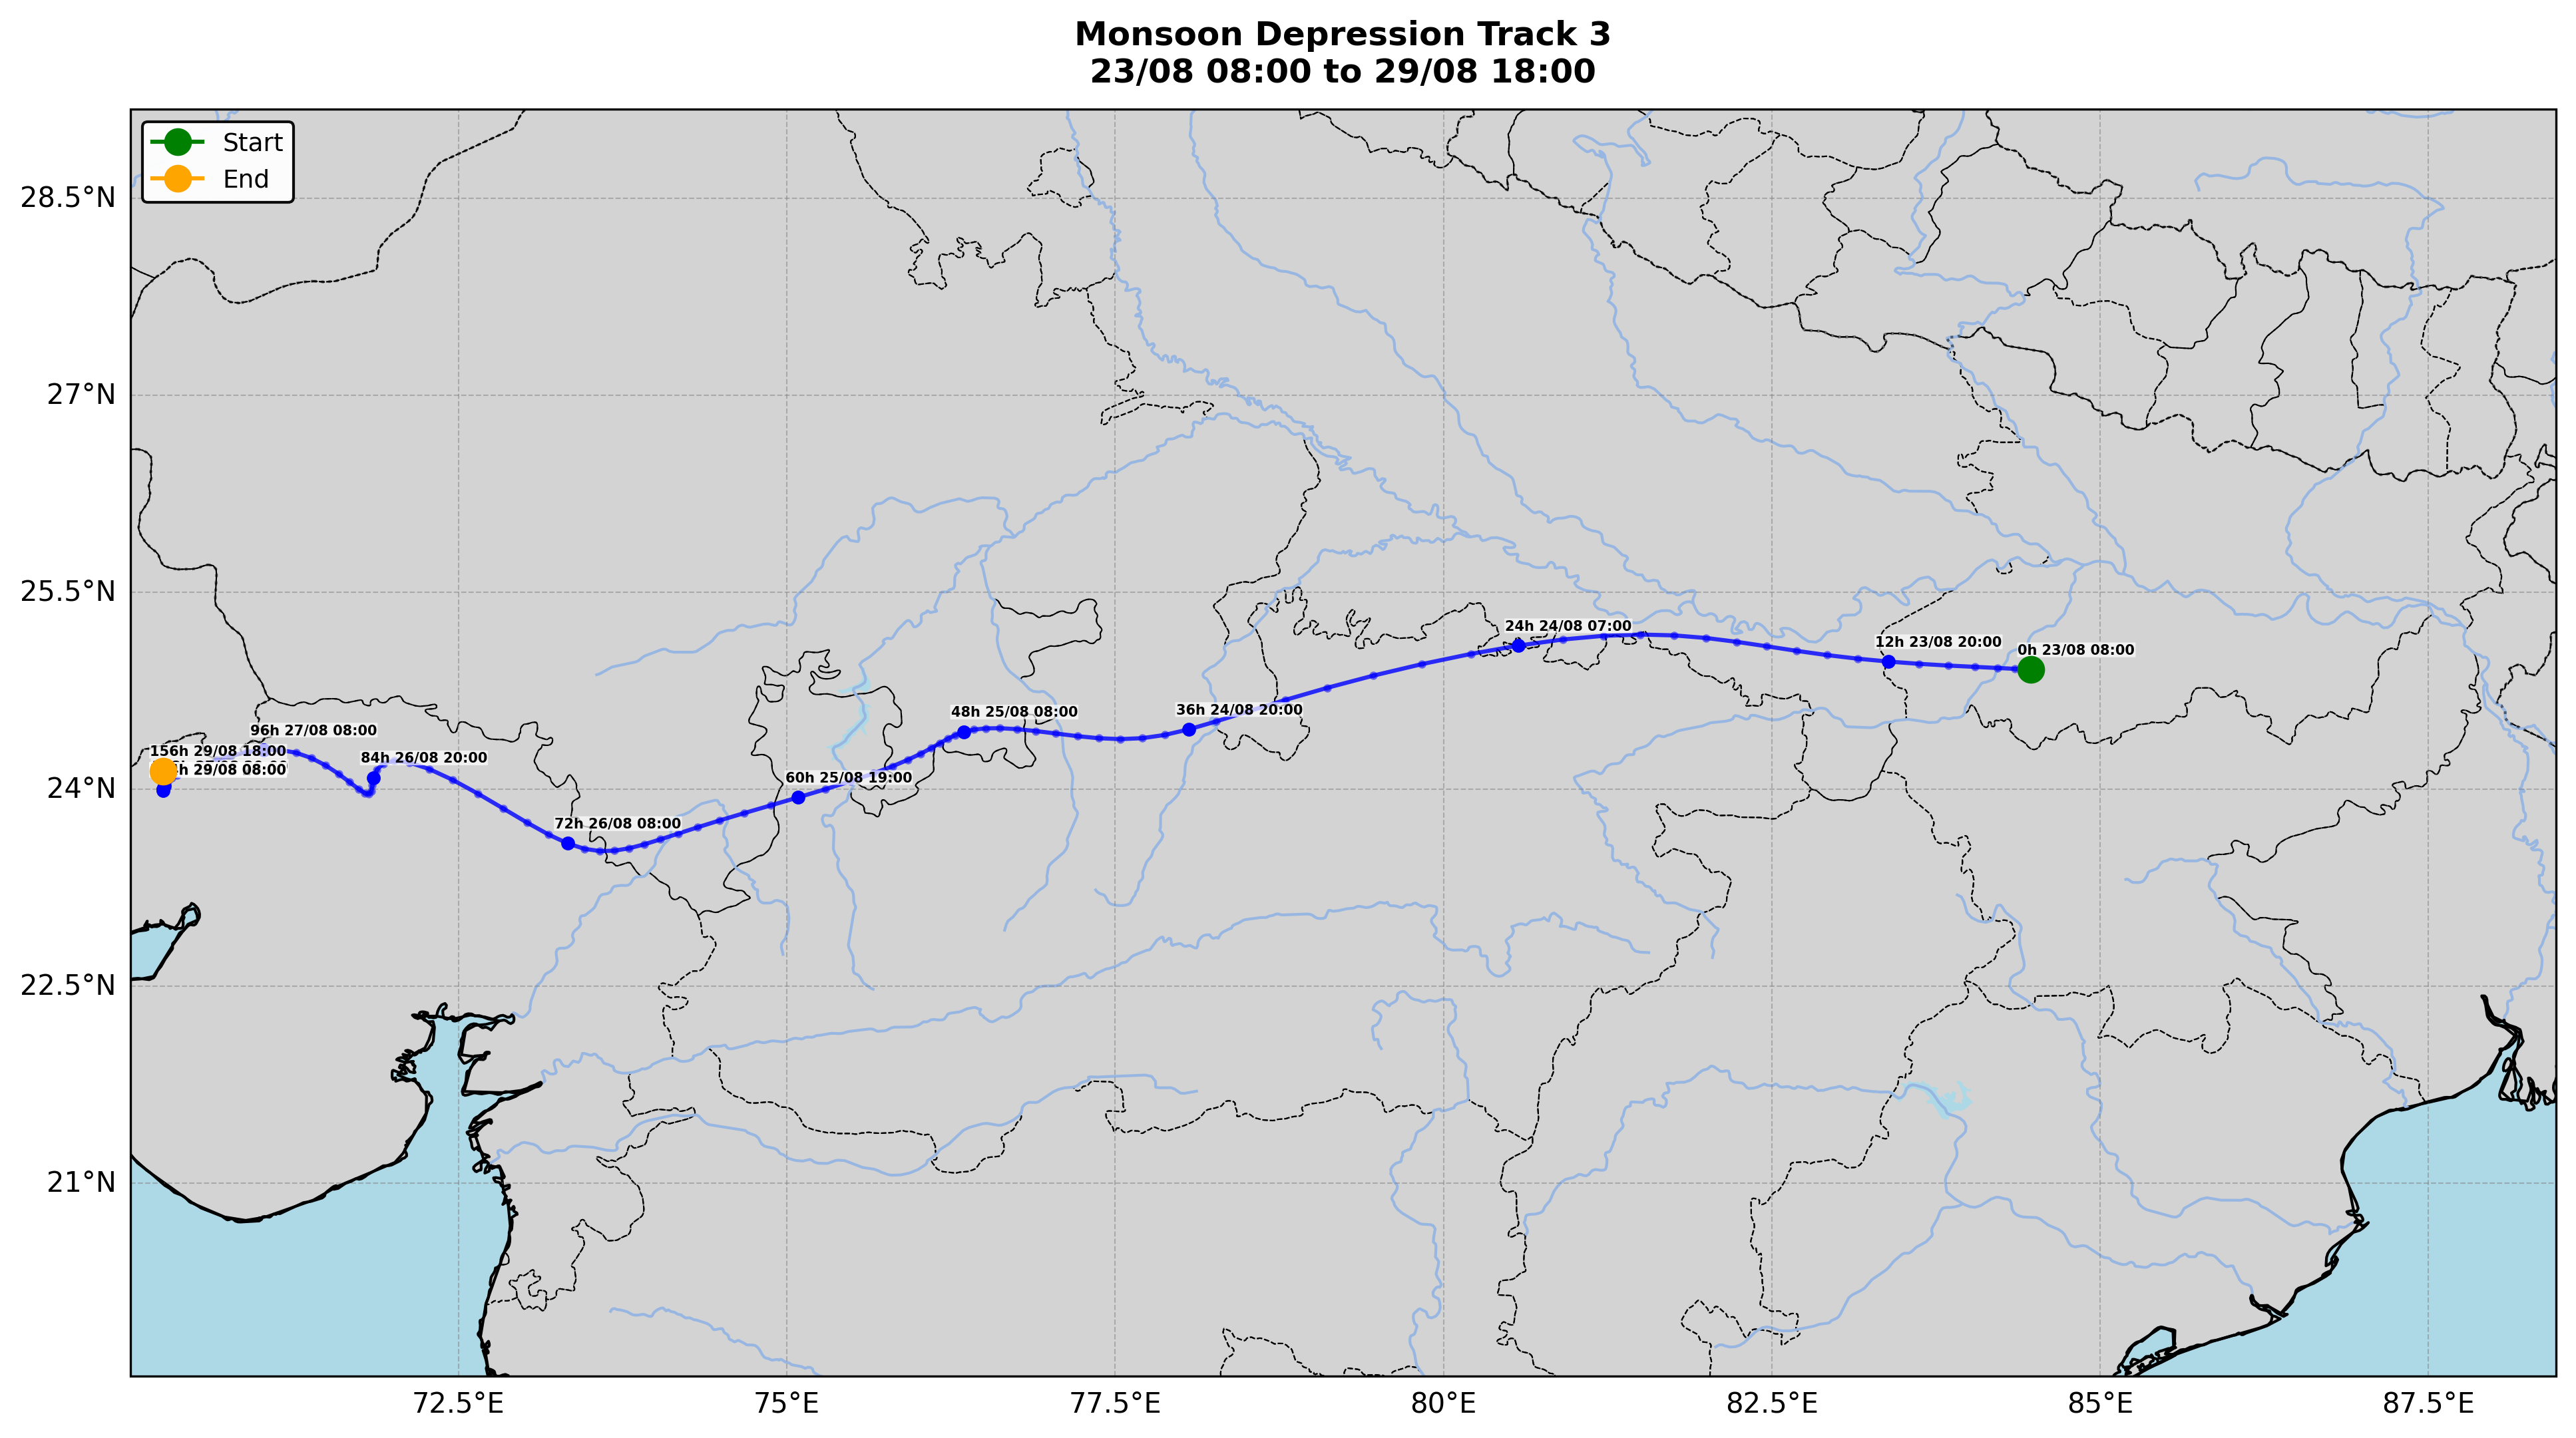 Monsoon Depression Track 3
23/08 08:00 to 29/08 18:00
Start
End
28.5°N
27°N
25.5°N
24°N
22.5°N
21°N
24h 24/08 07:00
12h 23/08 20:00
0h 23/08 08:00
48h 25/08 08:00
36h 24/08 20:00
96h 27/08 08:00
156h 29/08 18:00
84h 26/08 20:00
29/08 08:00
60h 25/08 19:00
72h 26/08 08:00
72.5°E
75°E
77.5°E
80°E
82.5°E
85°E
87.5°E